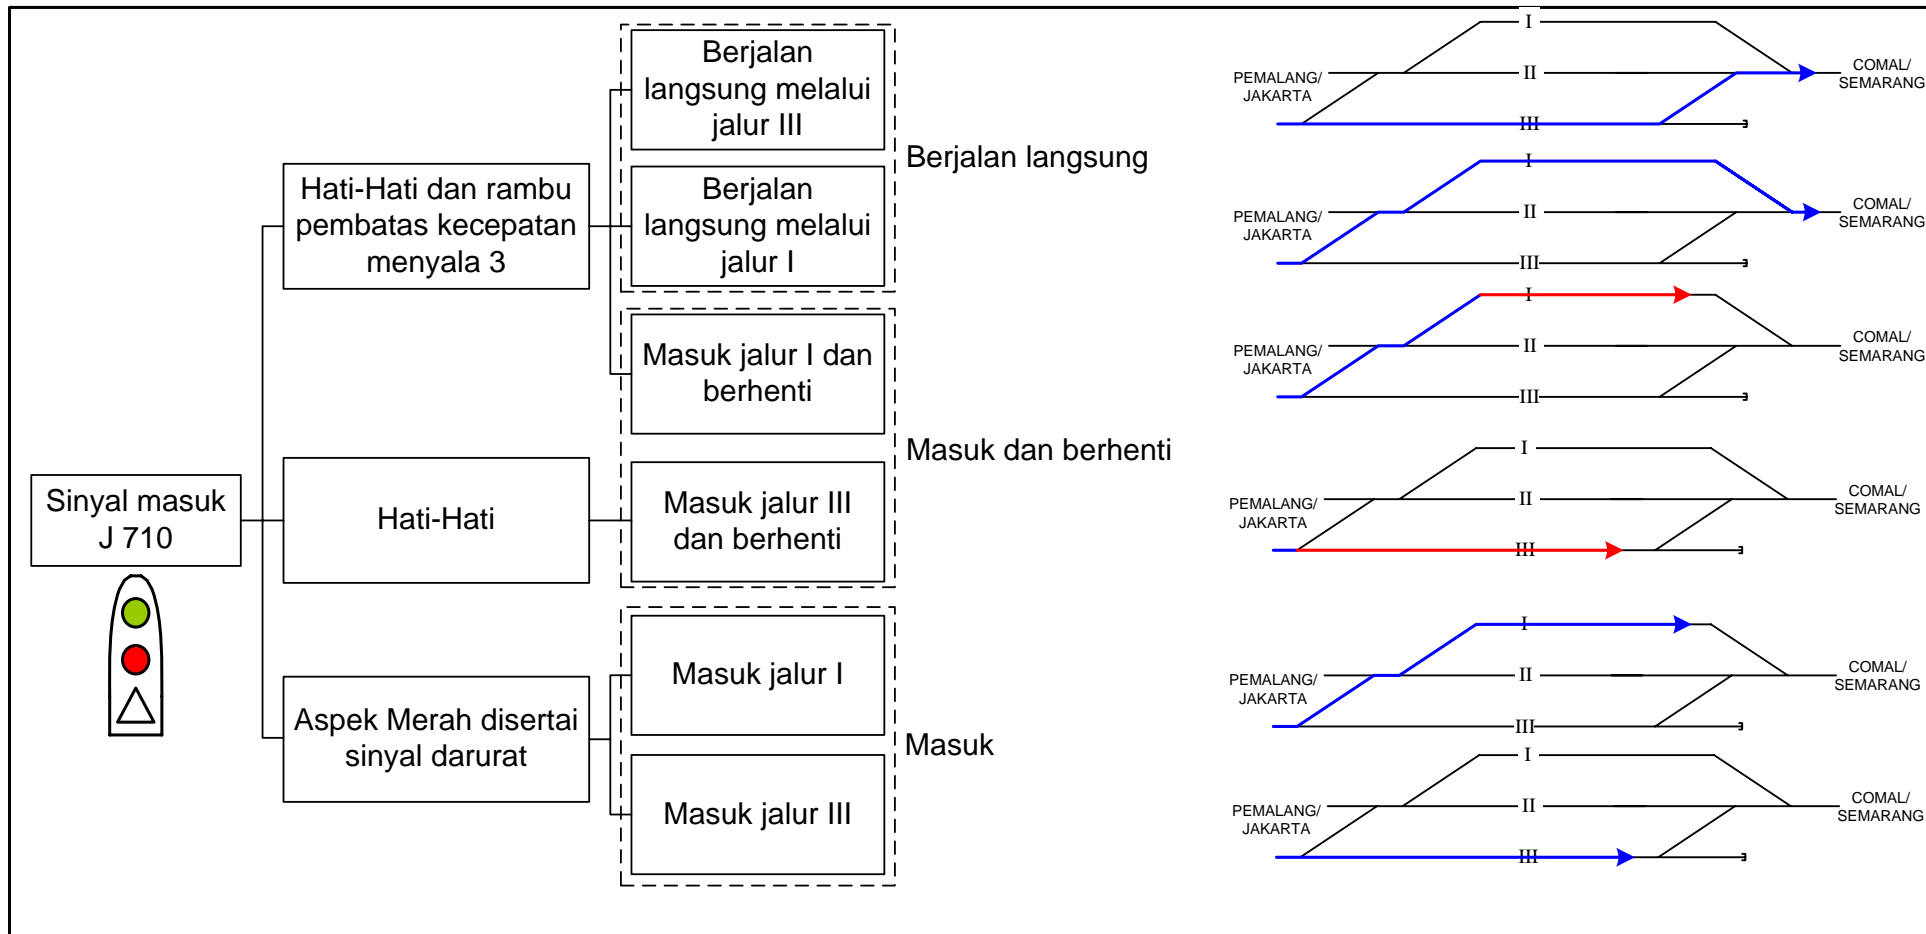 Sinyal masuk
J 710
Hati-Hati dan rambu
pembatas kecepatan
menyala 3
Hati-Hati
Aspek Merah disertai
sinyal darurat
Berjalan
langsung melalui
jalur III
Berjalan
langsung melalui
jalur I
Masuk jalur I dan
berhenti
Masuk jalur III
dan berhenti
Masuk jalur I
Masuk jalur III
Berjalan langsung
Masuk dan berhenti
Masuk
I
PEMALANG/
JAKARTA
II
COMAL/
SEMARANG
III
I
PEMALANG/
JAKARTA
II
COMAL/
SEMARANG
III
I
PEMALANG/
JAKARTA
II
COMAL/
SEMARANG
III
I
PEMALANG/
JAKARTA
II
COMAL/
SEMARANG
III
I
PEMALANG/
JAKARTA
II
COMAL/
SEMARANG
III
I
PEMALANG/
JAKARTA
II
COMAL/
SEMARANG
III